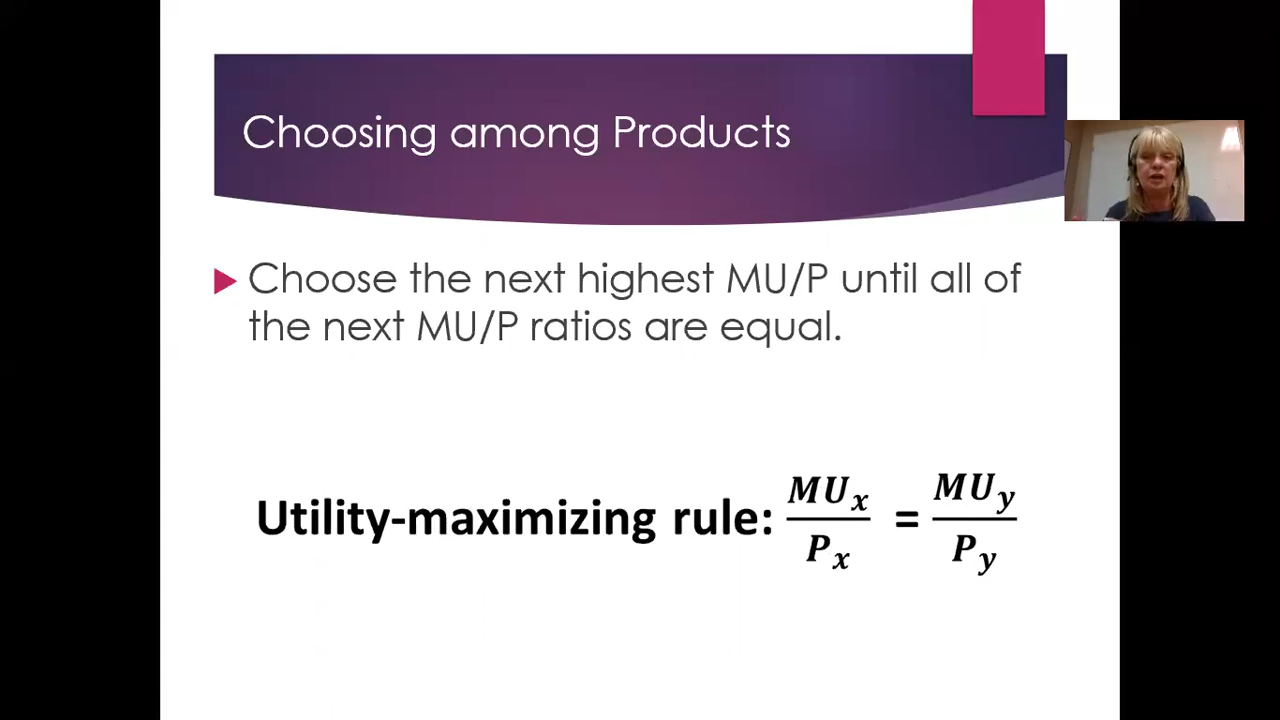 Choosing among Products
Choose the next highest MU/P until all of
the next MU/P ratios are equal.
Utility-maximizing rule: MUx/Px = MUy/Py